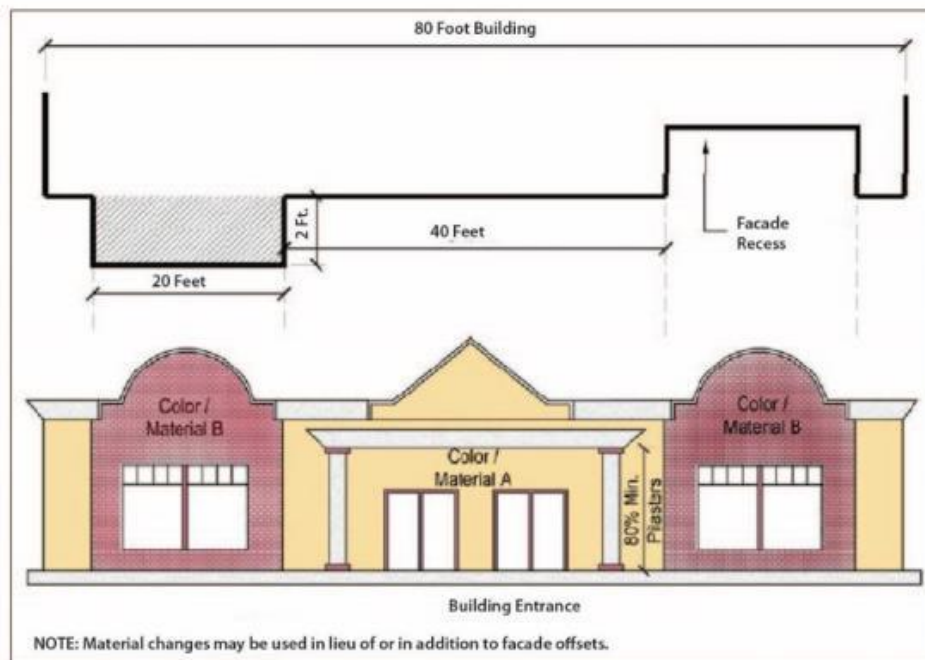 80 Foot Building
2 Ft.
40 Feet
Facade
Recess
20 Feet
Color /
Material B
Color /
Material A
80% Min.
Pilastars
Color /
Material B
Building Entrance
NOTE: Material changes may be used in lieu of or in addition to facade offsets.